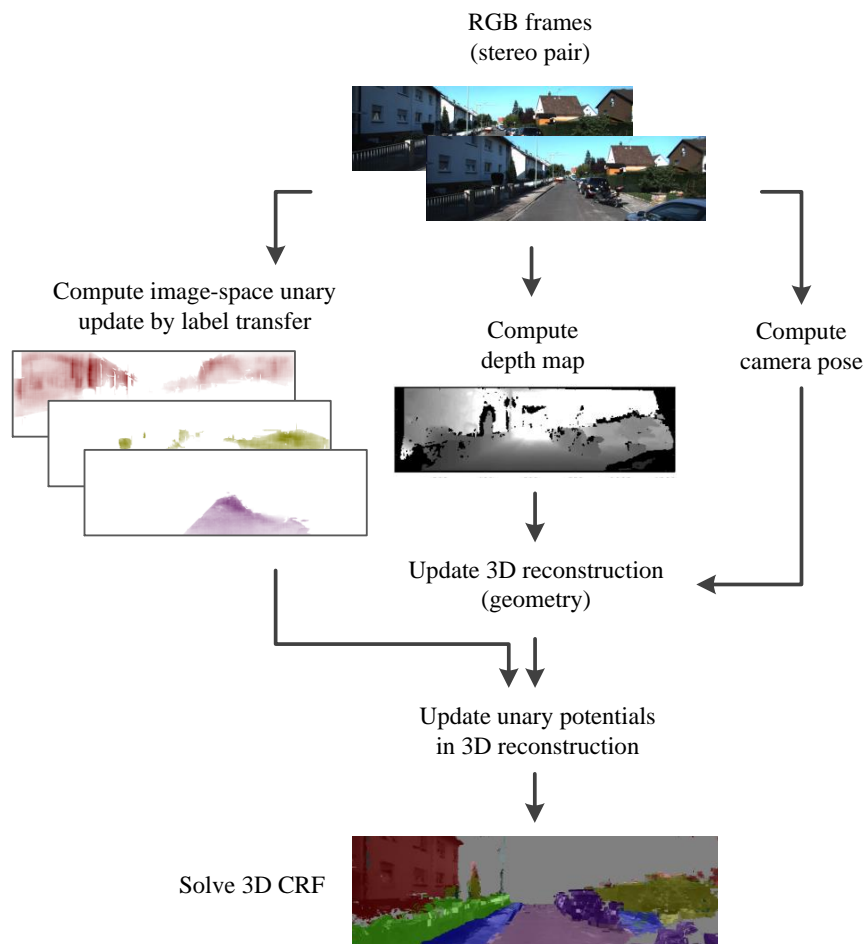 RGB frames
(stereo pair)
Compute image-space unary
update by label transfer
Compute
depth map
Compute
camera pose
Update 3D reconstruction
(geometry)
Update unary potentials
in 3D reconstruction
Solve 3D CRF